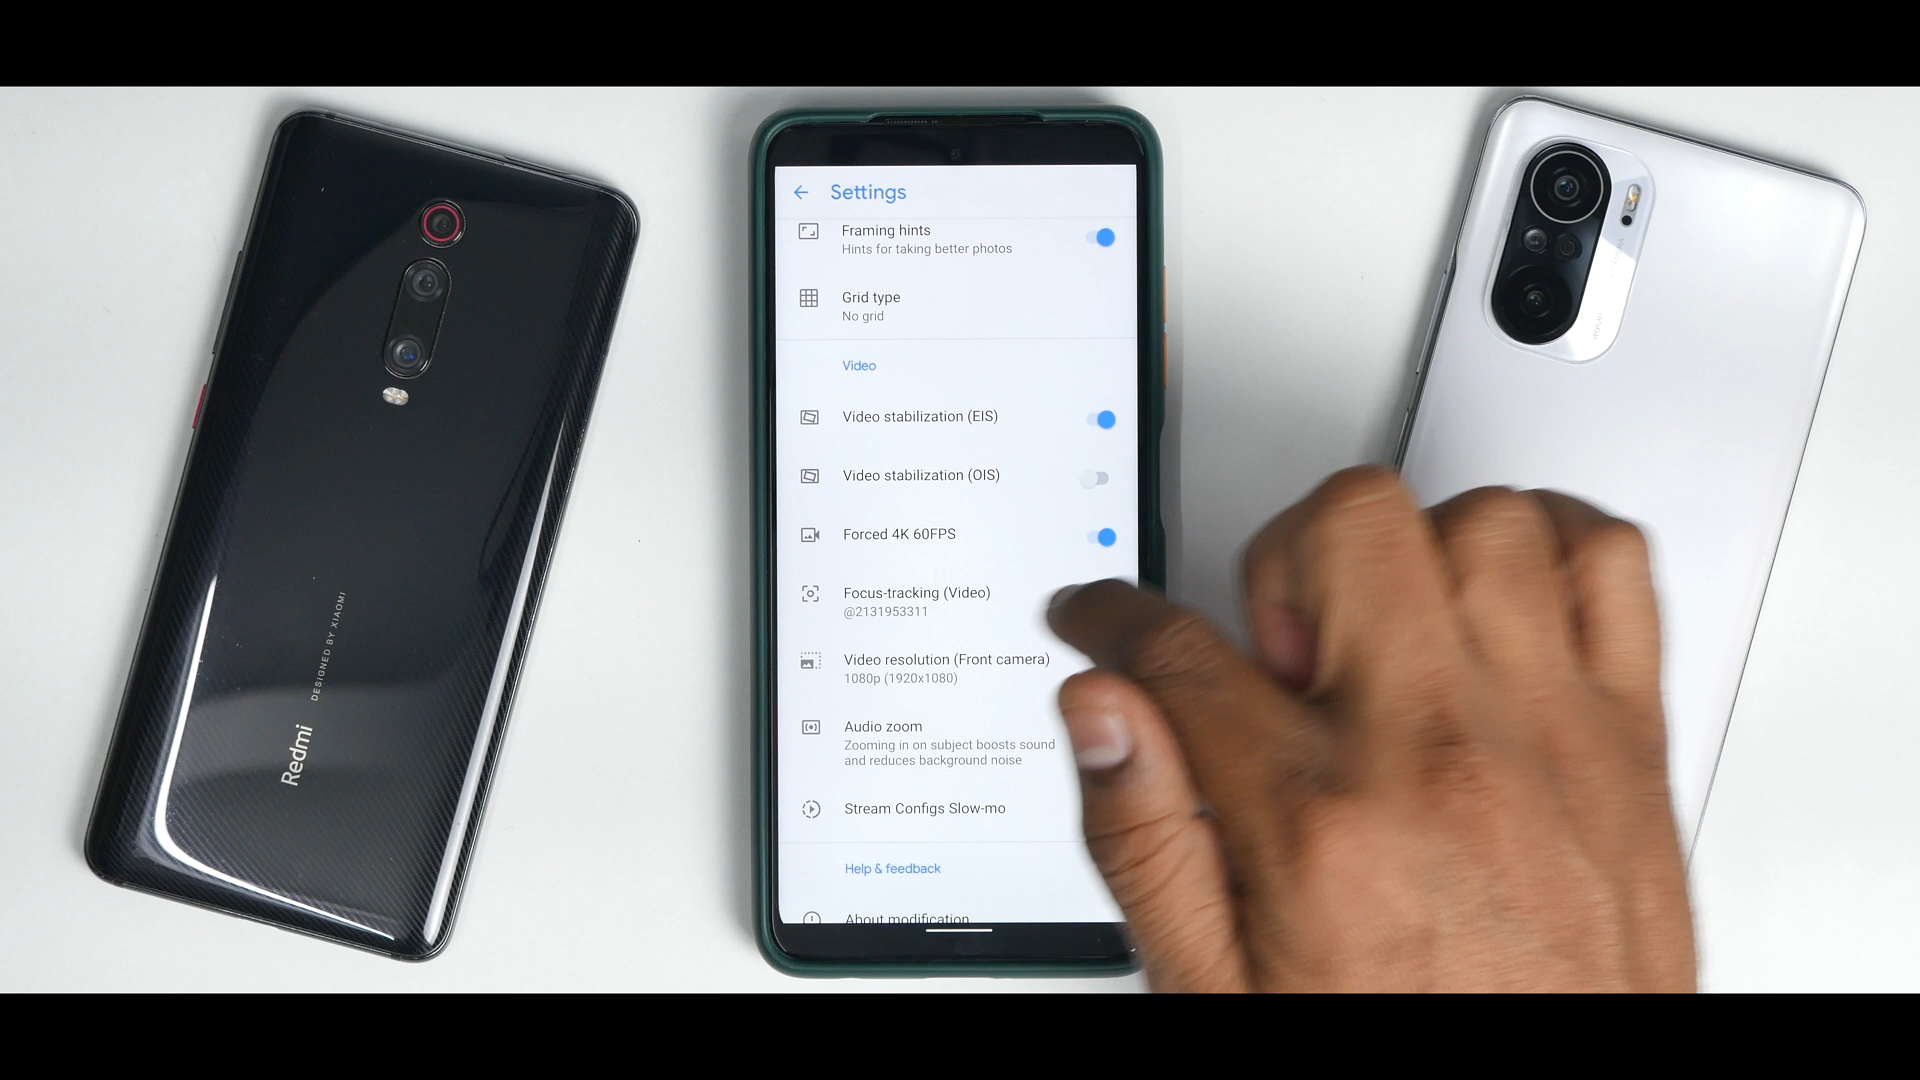 Settings
Framing hints
Hints for taking better photos
Grid type
No grid
Video
Video stabilization (EIS)
Video stabilization (OIS)
Forced 4K 60FPS
Focus-tracking (Video)
@2131953311
Video resolution (Front camera)
1080p (1920x1080)
Audio zoom
Zooming in on subject boosts sound
and reduces background noise
Stream Configs Slow-mo
Help & feedback
About modification
Redmi
DESIGNED BY XIAOMI